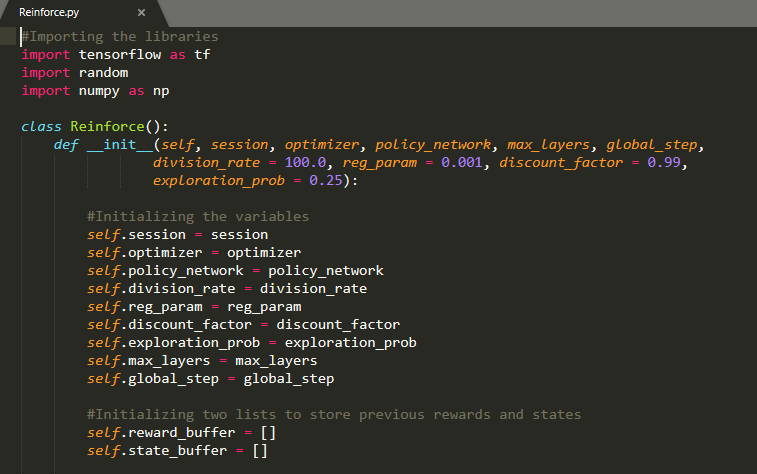 Reinforce.py ×
#Importing the libraries
import tensorflow as tf
import random
import numpy as np
class Reinforce():
def __init__(self, session, optimizer, policy_network, max_layers, global_step,
division_rate = 100.0, reg_param = 0.001, discount_factor = 0.99,
exploration_prob = 0.25):
#Initializing the variables
self.session = session
self.optimizer = optimizer
self.policy_network = policy_network
self.division_rate = division_rate
self.reg_param = reg_param
self.discount_factor = discount_factor
self.exploration_prob = exploration_prob
self.max_layers = max_layers
self.global_step = global_step
#Initializing two lists to store previous rewards and states
self.reward_buffer = []
self.state_buffer = []